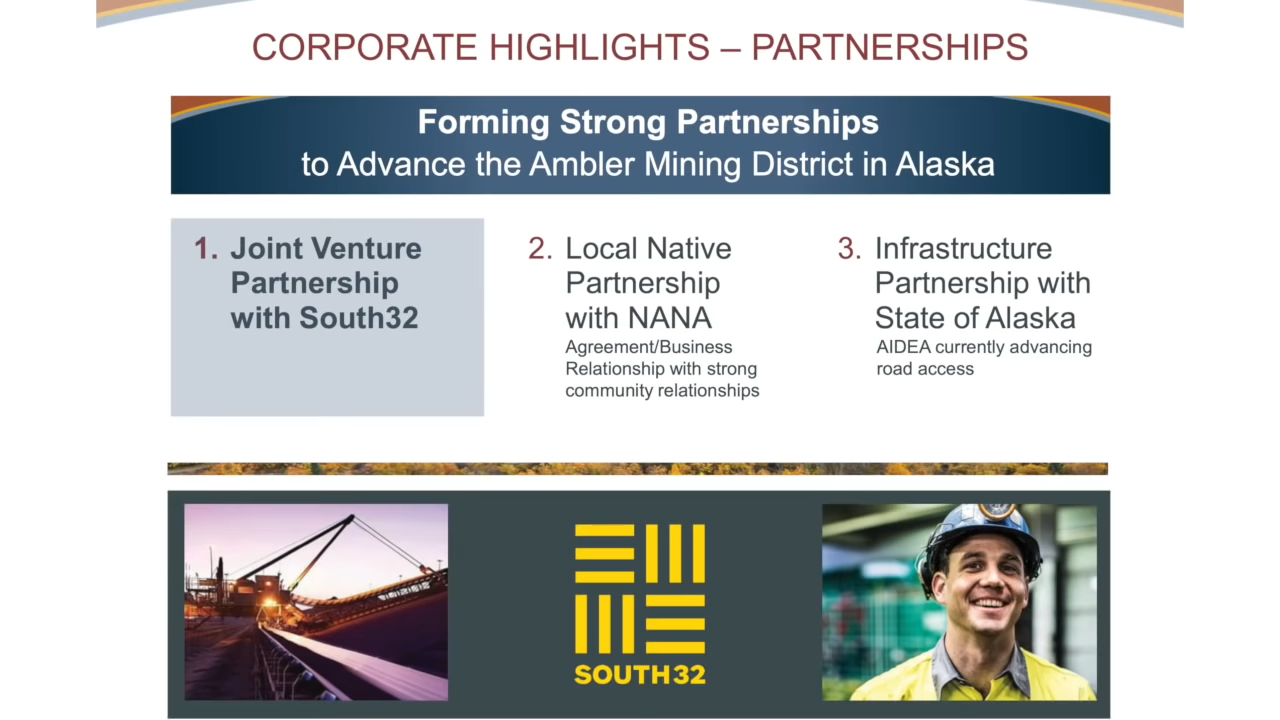 CORPORATE HIGHLIGHTS – PARTNERSHIPS
Forming Strong Partnerships
to Advance the Ambler Mining District in Alaska
1. Joint Venture
Partnership
with South32
2. Local Native
Partnership
with NANA
Agreement/Business
Relationship with strong
community relationships
3. Infrastructure
Partnership with
State of Alaska
AIDEA currently advancing
road access
SOUTH32